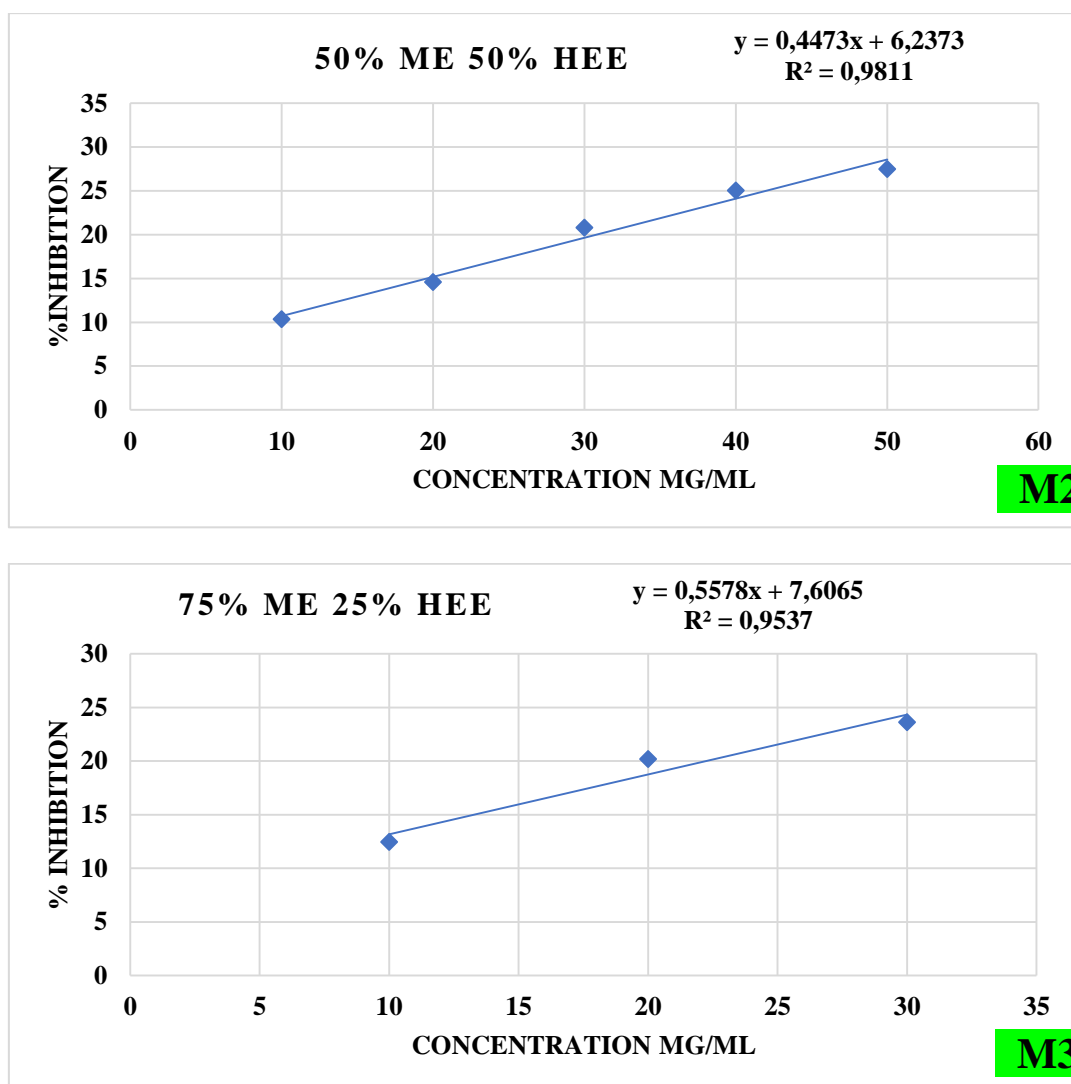 50% ME 50% HEE
y = 0,4473x + 6,2373
R² = 0,9811
%INHIBITION
35
30
25
20
15
10
5
0
0 10 20 30 40 50 60
CONCENTRATION MG/ML
M2
75% ME 25% HEE
y = 0,5578x + 7,6065
R² = 0,9537
% INHIBITION
30
25
20
15
10
5
0
0 5 10 15 20 25 30 35
CONCENTRATION MG/ML
M3